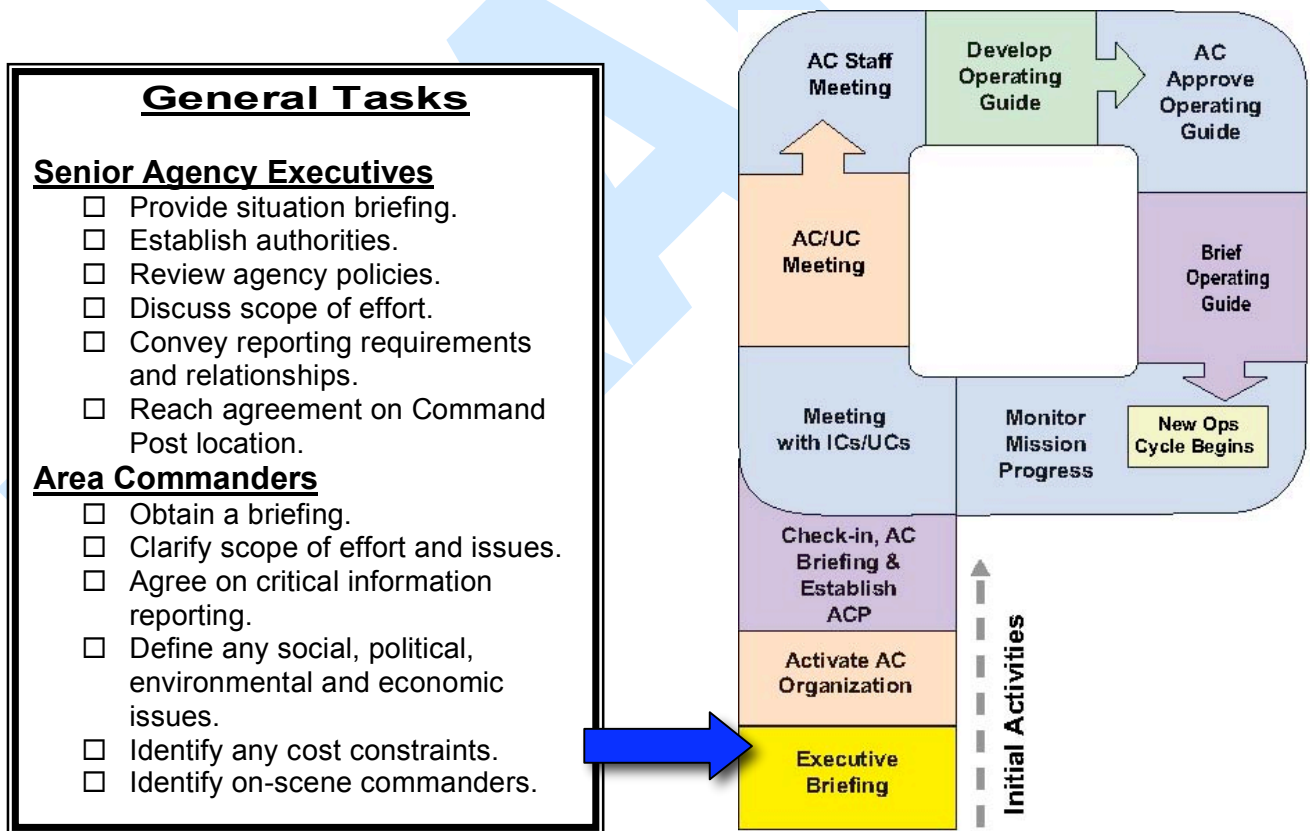 General Tasks
Senior Agency Executives
☐ Provide situation briefing.
☐ Establish authorities.
☐ Review agency policies.
☐ Discuss scope of effort.
☐ Convey reporting requirements
and relationships.
☐ Reach agreement on Command
Post location.
Area Commanders
☐ Obtain a briefing.
☐ Clarify scope of effort and issues.
☐ Agree on critical information
reporting.
☐ Define any social, political,
environmental and economic
issues.
☐ Identify any cost constraints.
☐ Identify on-scene commanders.
AC Staff
Meeting
Develop
Operating
Guide
AC
Approve
Operating
Guide
AC/UC
Meeting
Brief
Operating
Guide
Meeting
with ICs/UCs
Monitor
Mission
Progress
New Ops
Cycle Begins
Check-in, AC
Briefing &
Establish
ACP
Activate AC
Organization
Executive
Briefing
Initial Activities